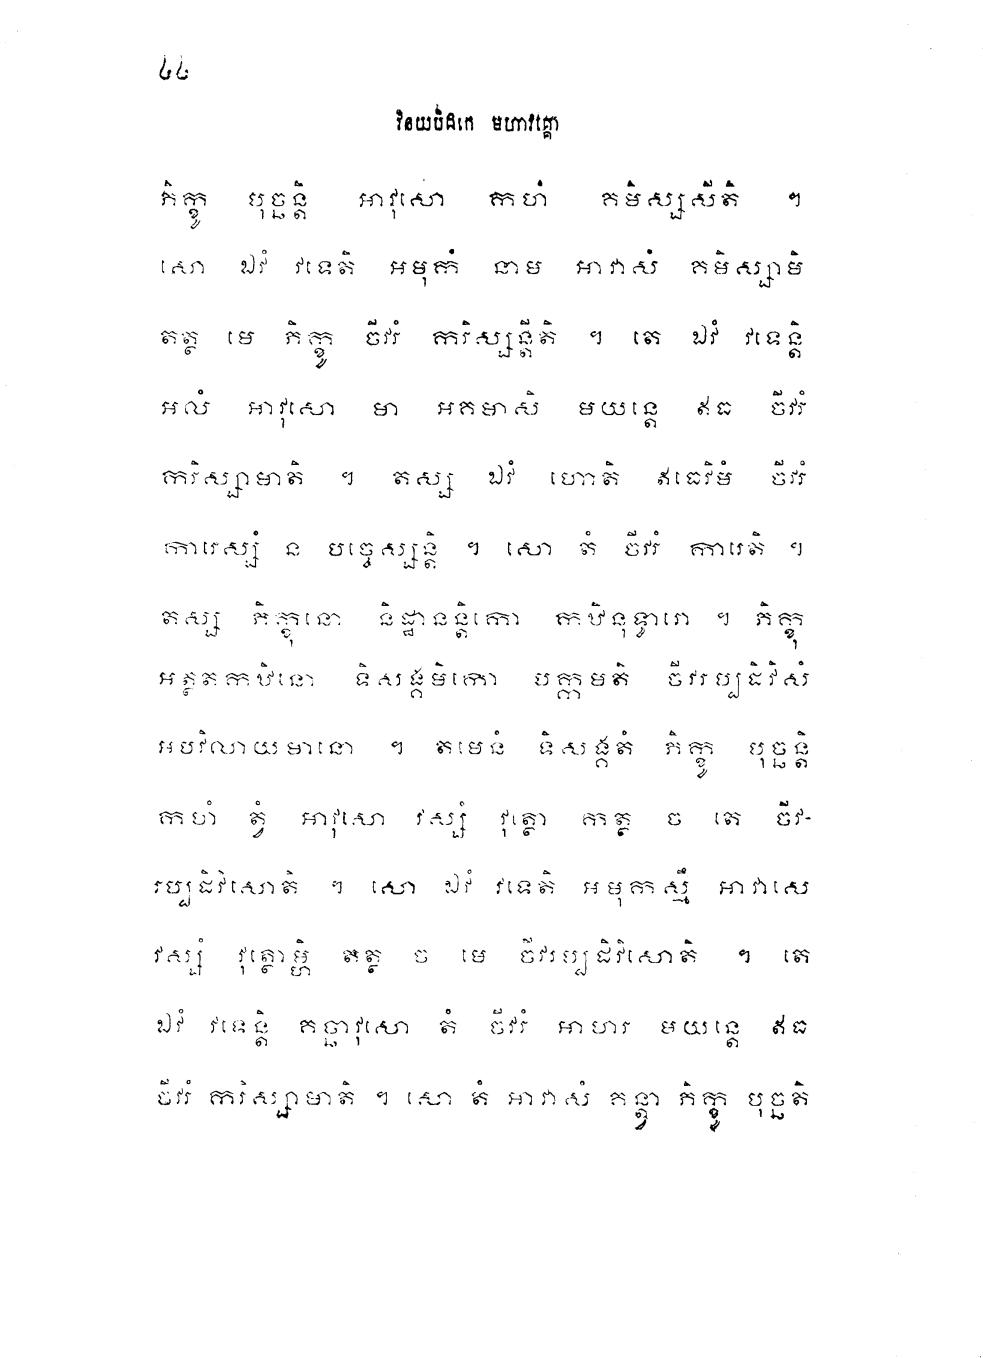 ៤៤
វិនយបិដកេ មហាវគ្គោ
ភិក្ខូ បុច្ឆន្តិ អាវុសោ កហំ គមិស្សសីតិ ។
សោ ឯវំ វទេតិ អមុកំ នាម អាវាសំ គមិស្សាមិ
តត្ថ មេ ភិក្ខូ ចីវរំ ករិស្សន្តីតិ ។ តេ ឯវំ វទេន្តិ
អលំ អាវុសោ មា អគមាសិ មយន្តេ ឥធ ចីវរំ
ករិស្សាមាតិ ។ តស្ស ឯវំ ហោតិ ឥធេវិមំ ចីវរំ
ការេស្សំ ន បច្ចេស្សន្តិ ។ សោ តំ ចីវរំ ការេតិ ។
តស្ស ភិក្ខុនោ និដ្ឋានន្តិកោ កឋិនុទ្ធារោ ។ ភិក្ខុ
អត្ថតកឋិនោ ទិសង្គមិកោ បក្កាមតិ ចីវរប្បដិវិសំ
អបវិលាយមានោ ។ តមេនំ ទិសង្គតំ ភិក្ខូ បុច្ឆន្តិ
កហំ ត្វំ អាវុសោ វស្សំ វុត្ថោ កត្ថ ច តេ ចីវ-
រប្បដិវិសោតិ ។ សោ ឯវំ វទេតិ អមុកស្មឹ អាវាសេ
វស្សំ វុត្ថោម្ហិ តត្ថ ច មេ ចីវរប្បដិវិសោតិ ។ តេ
ឯវំ វទេន្តិ គច្ឆាវុសោ តំ ចីវរំ អាហរ មយន្តេ ឥធ
ចីវរំ ករិស្សាមាតិ ។ សោ តំ អាវាសំ គន្ត្វា ភិក្ខូ បុច្ឆតិ